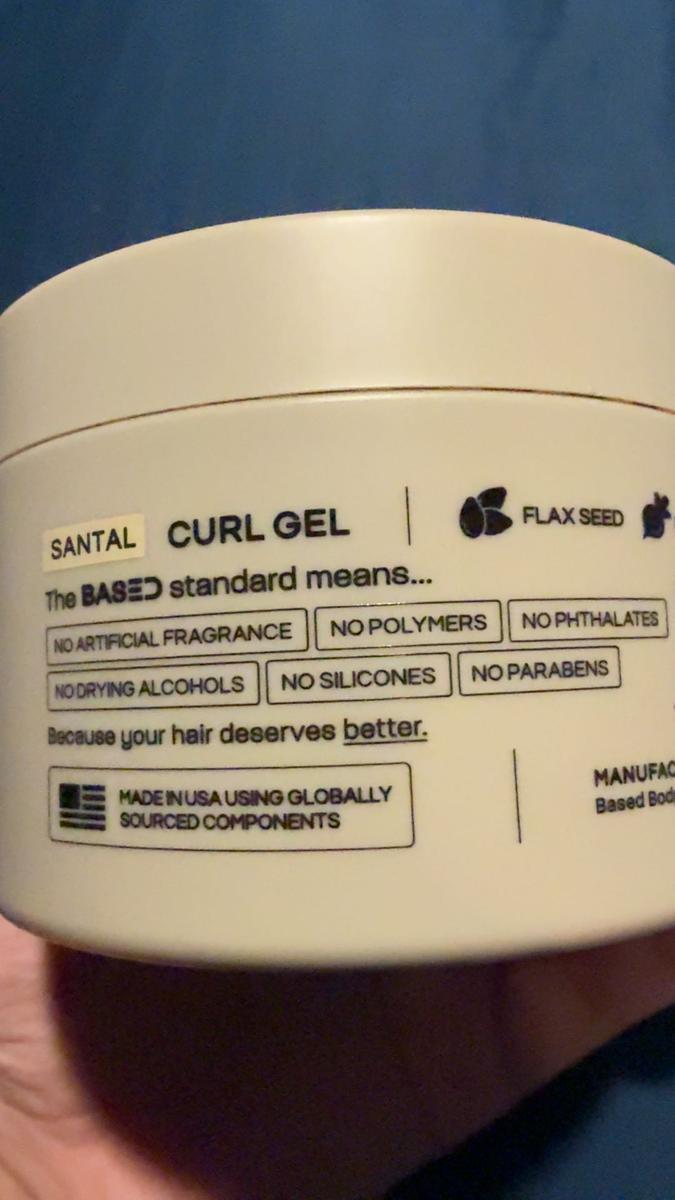 SANTAL CURL GEL
FLAX SEED
The BASED standard means...
NO ARTIFICIAL FRAGRANCE NO POLYMERS NO PHTHALATES
NO DRYING ALCOHOLS NO SILICONES NO PARABENS
Because your hair deserves better.
MADE IN USA USING GLOBALLY
SOURCED COMPONENTS
Based